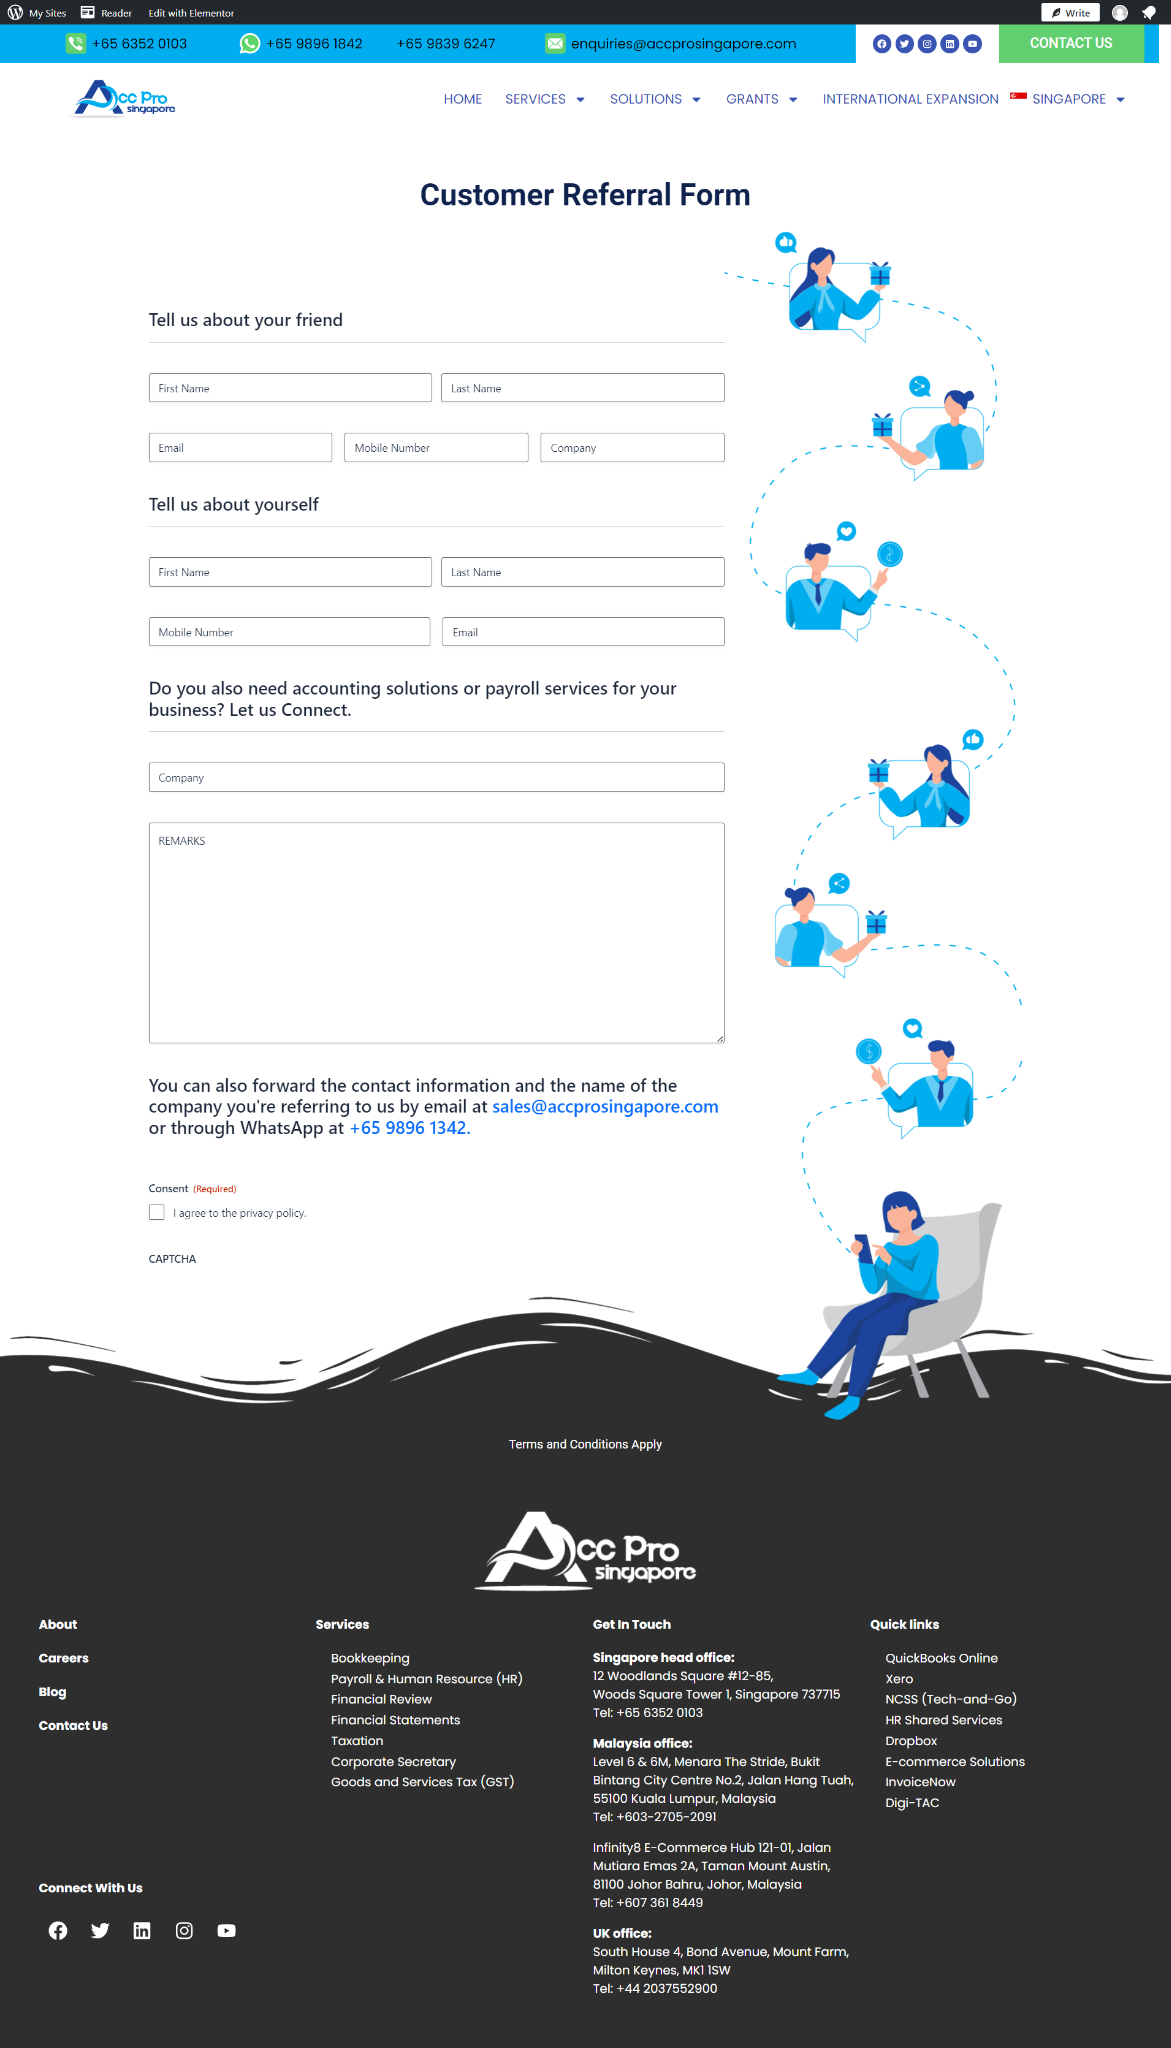 My Sites Reader Edit with Elementor Write
+65 6352 0103 +65 9896 1842 +65 9839 6247 enquiries@accprosingapore.com CONTACT US
Acc Pro
singapore
HOME SERVICES SOLUTIONS GRANTS INTERNATIONAL EXPANSION SINGAPORE
Customer Referral Form
Tell us about your friend
First Name Last Name
Email Mobile Number Company
Tell us about yourself
First Name Last Name
Mobile Number Email
Do you also need accounting solutions or payroll services for your
business? Let us Connect.
Company
REMARKS
You can also forward the contact information and the name of the
company you're referring to us by email at sales@accprosingapore.com
or through WhatsApp at +65 9896 1342.
Consent (Required)
I agree to the privacy policy.
CAPTCHA
Terms and Conditions Apply
Acc Pro
singapore
About
Careers
Blog
Contact Us
Connect With Us
Services
Bookkeeping
Payroll & Human Resource (HR)
Financial Review
Financial Statements
Taxation
Corporate Secretary
Goods and Services Tax (GST)
Get In Touch
Singapore head office:
12 Woodlands Square #12-85,
Woods Square Tower 1, Singapore 737715
Tel: +65 6352 0103
Malaysia office:
Level 6 & 6M, Menara The Stride, Bukit
Bintang City Centre No.2, Jalan Hang Tuah,
55100 Kuala Lumpur, Malaysia
Tel: +603-2705-2091
Infinity8 E-Commerce Hub 121-01, Jalan
Mutiara Emas 2A, Taman Mount Austin,
81100 Johor Bahru, Johor, Malaysia
Tel: +607 361 8449
UK office:
South House 4, Bond Avenue, Mount Farm,
Milton Keynes, MK1 1SW
Tel: +44 2037552900
Quick links
QuickBooks Online
Xero
NCSS (Tech-and-Go)
HR Shared Services
Dropbox
E-commerce Solutions
InvoiceNow
Digi-TAC